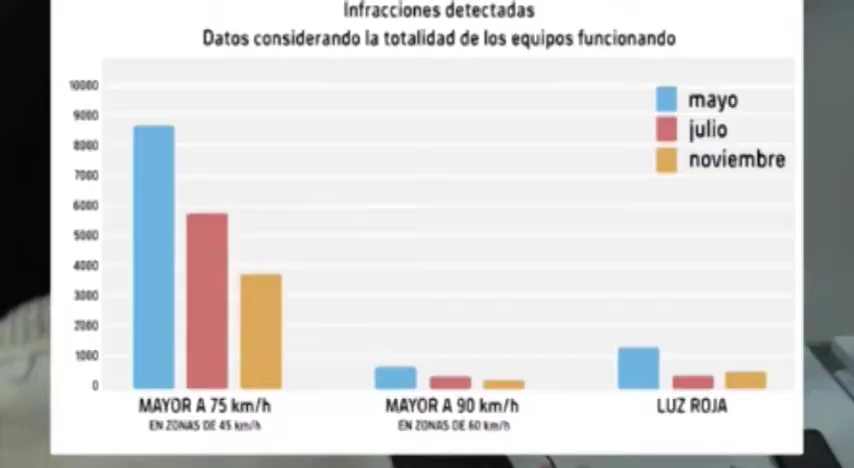 Infracciones detectadas
Datos considerando la totalidad de los equipos funcionando
10000
9000
8000
7000
6000
5000
4000
3000
2000
1000
0
mayo
julio
noviembre
MAYOR A 75 km/h
EN ZONAS DE 45 km/h
MAYOR A 90 km/h
EN ZONAS DE 60 km/h
LUZ ROJA